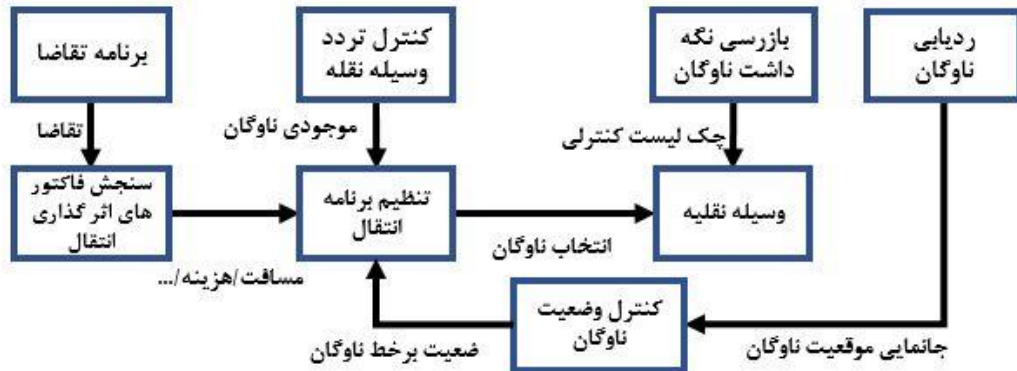 برنامه تقاضا
کنترل تردد
وسیله نقله
بازرسی نگه
داشت ناوگان
ردیابی
ناوگان
تقاضا
موجودی ناوگان
چک لیست کنترلی
سنجش فاکتور
های اثر گذاری
انتقال
تنظیم برنامه
انتقال
وسیله نقلیه
انتخاب ناوگان
مسافت/هزینه/...
کنترل وضعیت
ناوگان
ضعیت برخط ناوگان
جانمایی موقعیت ناوگان